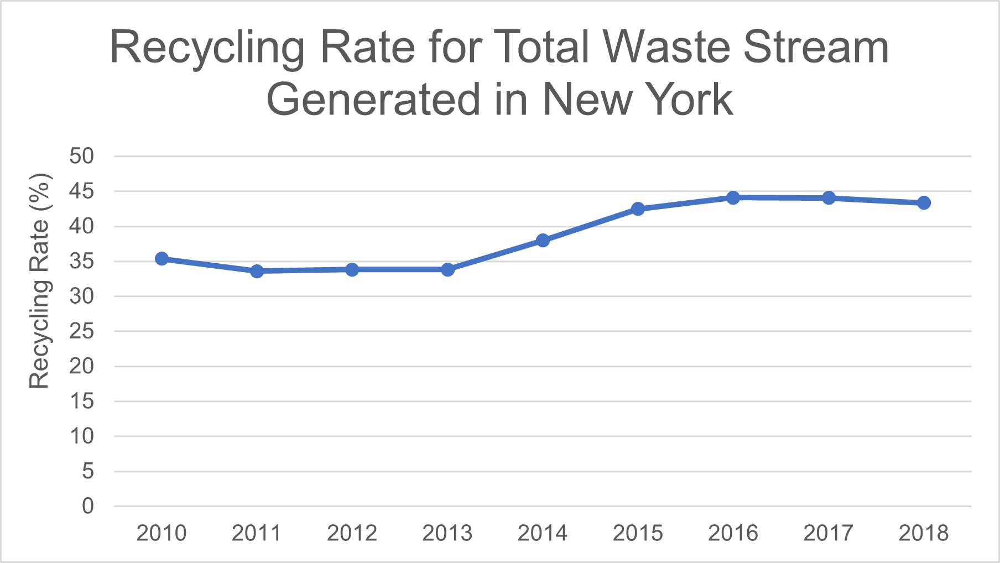 Recycling Rate for Total Waste Stream
Generated in New York
Recycling Rate (%)
50
45
40
35
30
25
20
15
10
5
0
2010 2011 2012 2013 2014 2015 2016 2017 2018